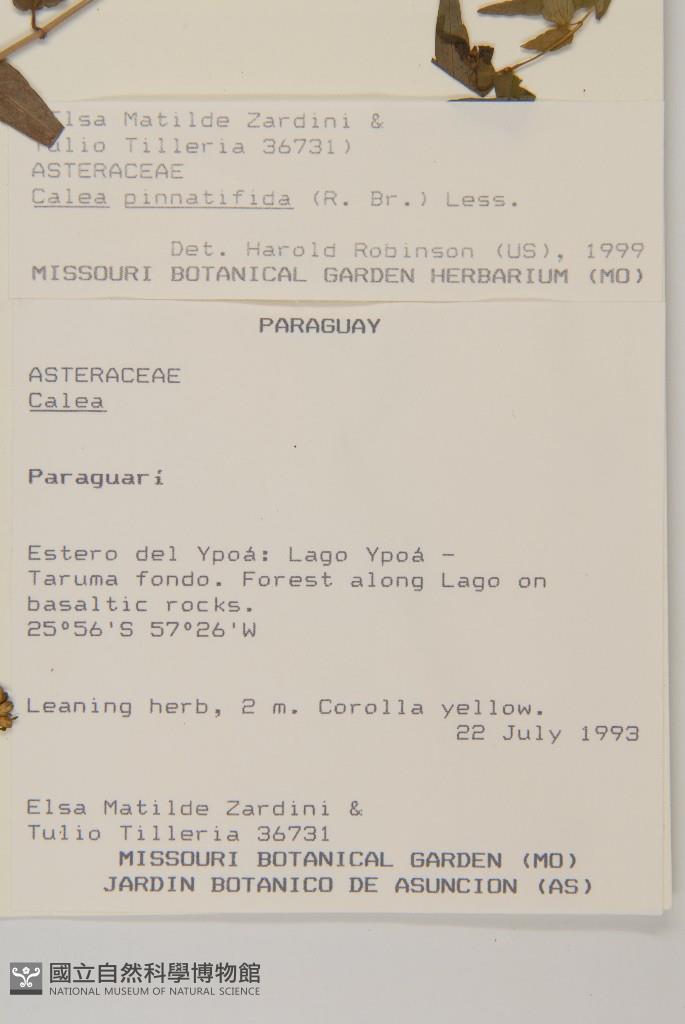 Elsa Matilde Zardini &
Tulio Tilleria 36731)
ASTERACEAE
Calea pinnatifida (R. Br.) Less.
Det. Harold Robinson (US), 1999
MISSOURI BOTANICAL GARDEN HERBARIUM (MO)
PARAGUAY
ASTERACEAE
Calea
Paraguarí
Estero del Ypoá: Lago Ypoá -
Taruma fondo. Forest along Lago on
basaltic rocks.
25°56'S 57°26'W
Leaning herb, 2 m. Corolla yellow.
22 July 1993
Elsa Matilde Zardini &
Tulio Tilleria 36731
MISSOURI BOTANICAL GARDEN (MO)
JARDIN BOTANICO DE ASUNCION (AS)
國立自然科學博物館
NATIONAL MUSEUM OF NATURAL SCIENCE